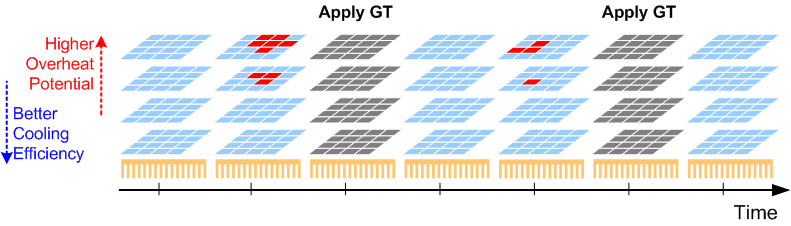 Apply GT
Apply GT
Higher
Overheat
Potential
Better
Cooling
Efficiency
Time